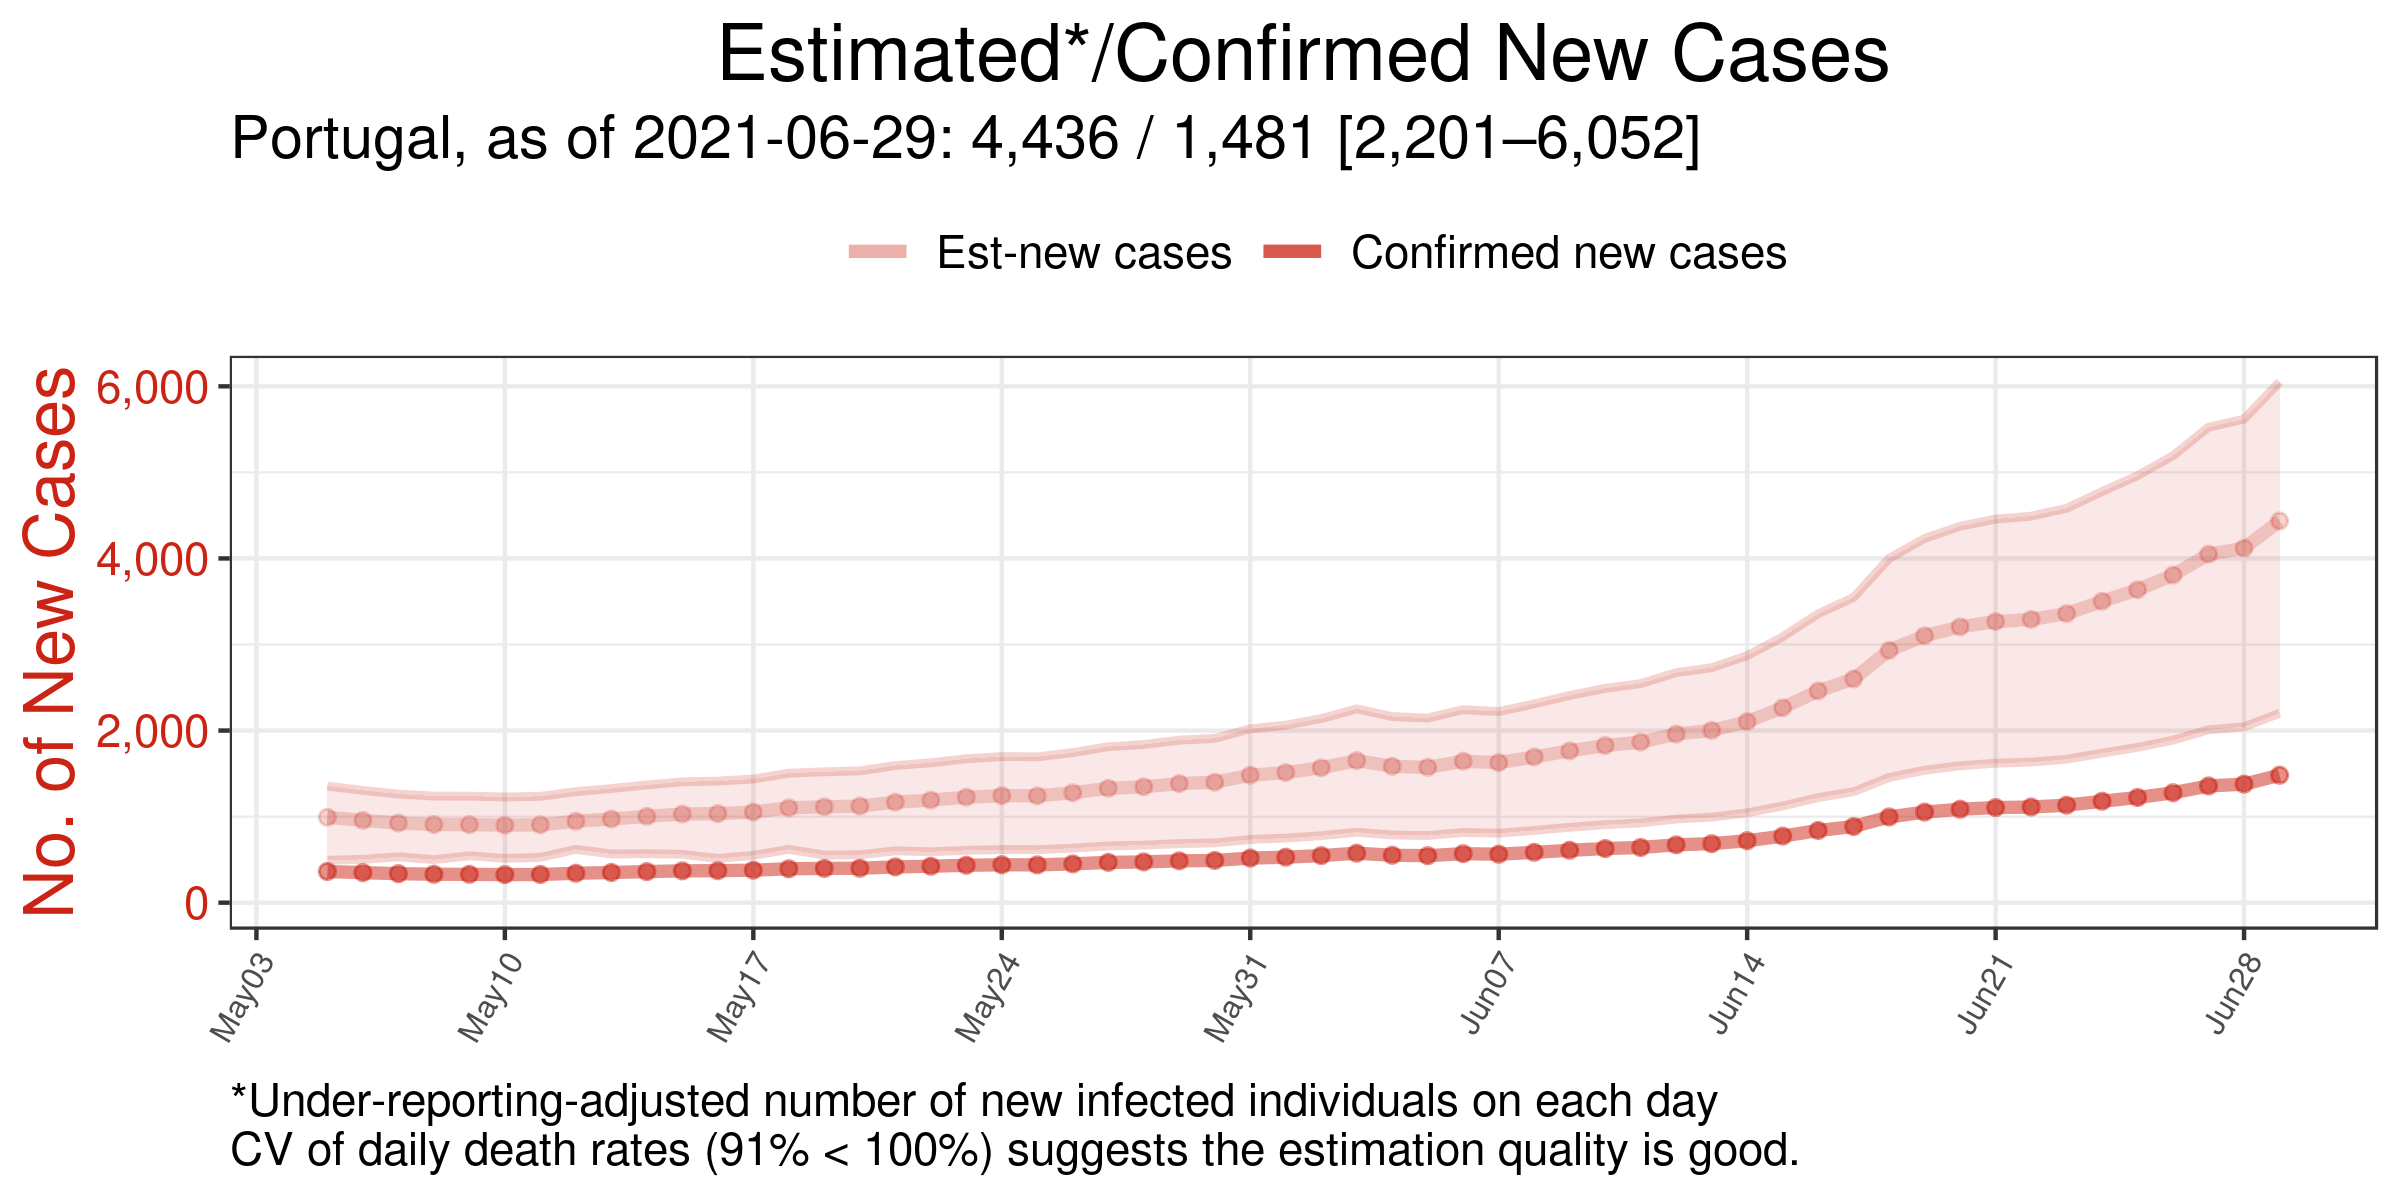 Estimated*/Confirmed New Cases
Portugal, as of 2021-06-29: 4,436 / 1,481 [2,201–6,052]
Est-new cases
Confirmed new cases
No. of New Cases
6,000
4,000
2,000
0
May03
May10
May17
May24
May31
Jun07
Jun14
Jun21
Jun28
*Under-reporting-adjusted number of new infected individuals on each day
CV of daily death rates (91% < 100%) suggests the estimation quality is good.